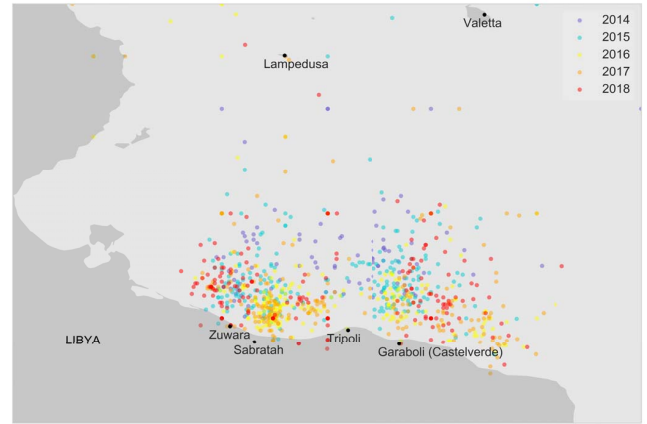 Valetta
2014
2015
2016
2017
2018
Lampedusa
LIBYA
Zuwara
Sabratah
Tripoli
Garaboli (Castelverde)